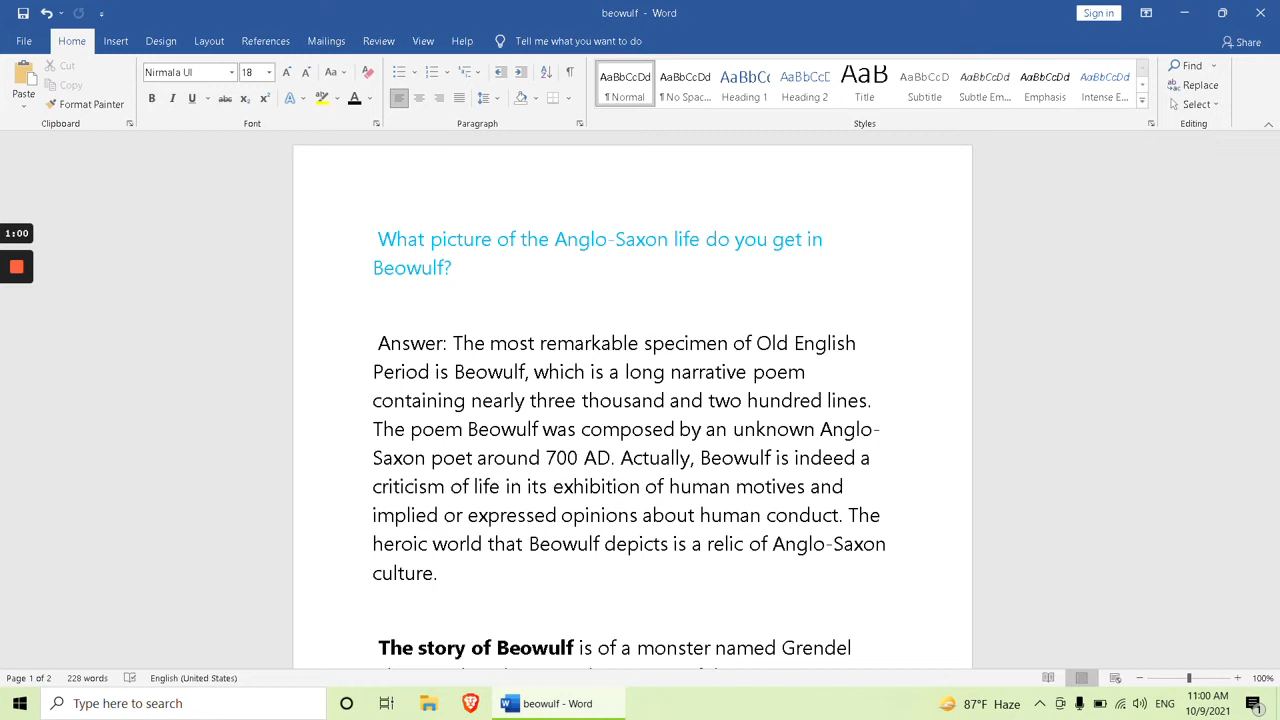 beowulf - Word
Sign in
File Home Insert Design Layout References Mailings Review View Help Tell me what you want to do Share
Paste Cut Copy Format Painter
Nirmala UI 18
AaBbCcDd AaBbCcDd AaBbCc AaBbCcD AaB AaBbCcDd AaBbCcDd AaBbCcDd AaBbCcDd
¶ Normal ¶ No Spac... Heading 1 Heading 2 Title Subtitle Subtle Em... Emphasis Intense E...
Find Replace Select
Clipboard Font Paragraph Styles Editing
1:00
What picture of the Anglo-Saxon life do you get in
Beowulf?
Answer: The most remarkable specimen of Old English
Period is Beowulf, which is a long narrative poem
containing nearly three thousand and two hundred lines.
The poem Beowulf was composed by an unknown Anglo-
Saxon poet around 700 AD. Actually, Beowulf is indeed a
criticism of life in its exhibition of human motives and
implied or expressed opinions about human conduct. The
heroic world that Beowulf depicts is a relic of Anglo-Saxon
culture.
The story of Beowulf is of a monster named Grendel
Page 1 of 2 228 words English (United States) 100%
Type here to search beowulf - Word 87°F Haze ENG 11:00 AM
10/9/2021